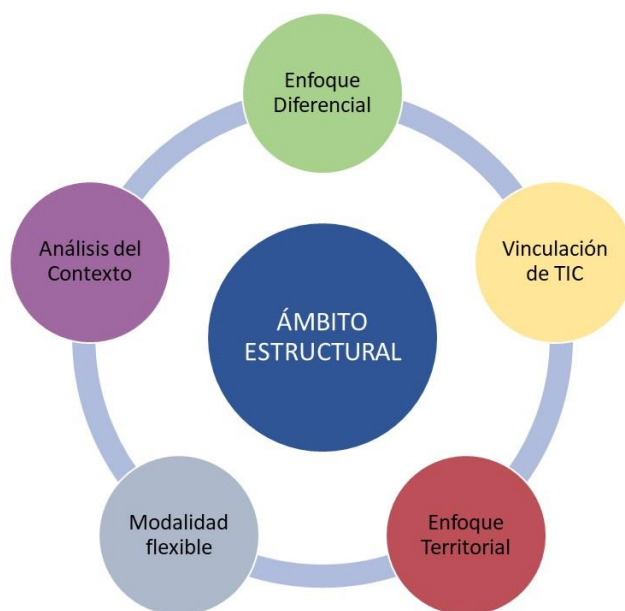 Enfoque
Diferencial
Análisis del
Contexto
Vinculación
de TIC
ÁMBITO
ESTRUCTURAL
Modalidad
flexible
Enfoque
Territorial